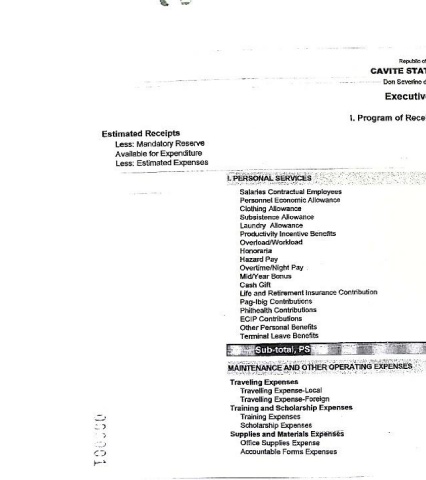 Republic of
CAVITE STAT
Don Severino d
Executiv
I. Program of Rece
Estimated Receipts
Less: Mandatory Reserve
Available for Expenditure
Less: Estimated Expenses
I. PERSONAL SERVICES
Salaries Contractual Employees
Personnel Economic Allowance
Clothing Allowance
Subsistence Allowance
Laundry Allowance
Productivity Incentive Benefits
Overload/Workload
Honoraria
Hazard Pay
Overtime/Night Pay
Mid/Year Bonus
Cash Gift
Life and Retirement Insurance Contribution
Pag-Ibig Contributions
Philhealth Contributions
ECIP Contributions
Other Personal Benefits
Terminal Leave Benefits
Sub-total, PS
MAINTENANCE AND OTHER OPERATING EXPENSES
Traveling Expenses
Travelling Expense-Local
Travelling Expense-Foreign
Training and Scholarship Expenses
Training Expenses
Scholarship Expenses
Supplies and Materials Expenses
Office Supplies Expense
Accountable Forms Expenses